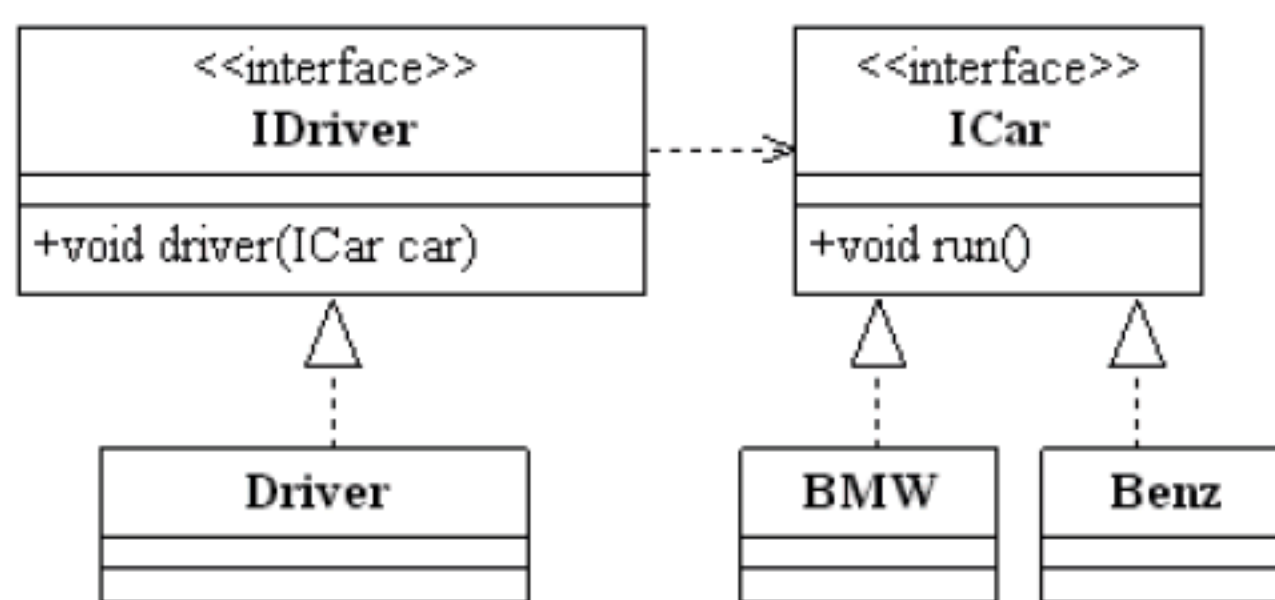 <<interface>>
IDriver
+void driver(ICar car)
<<interface>>
ICar
+void run()
Driver
BMW
Benz